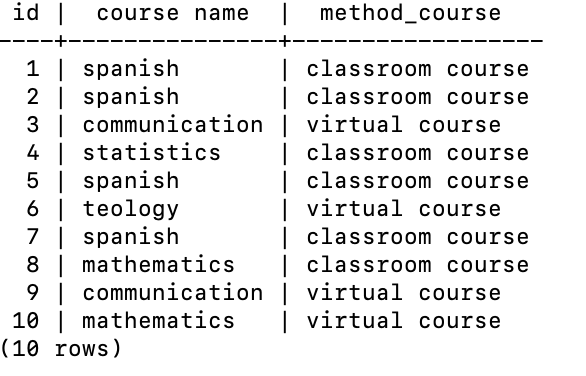 id |  course name  |  method_course
----+---------------+------------------
  1 | spanish       | classroom course
  2 | spanish       | classroom course
  3 | communication | virtual course
  4 | statistics    | classroom course
  5 | spanish       | classroom course
  6 | teology       | virtual course
  7 | spanish       | classroom course
  8 | mathematics   | classroom course
  9 | communication | virtual course
 10 | mathematics   | virtual course
(10 rows)